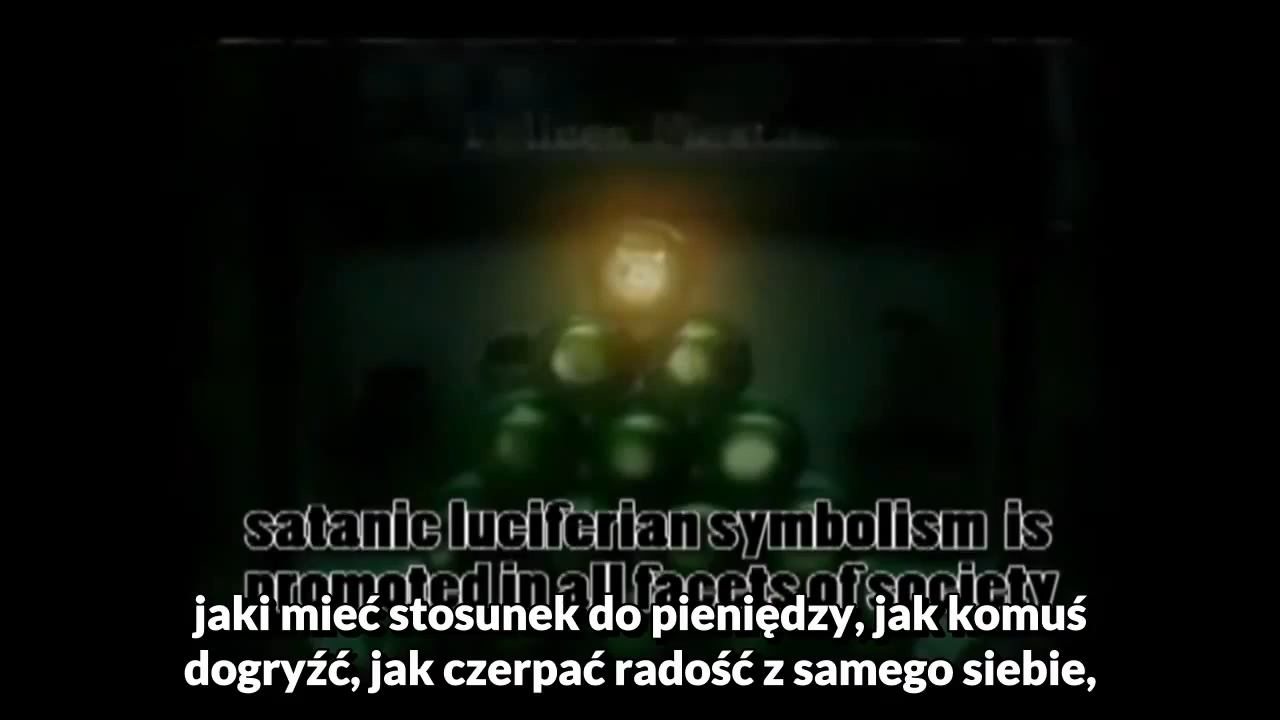 satanic luciferian symbolism is
promoted in all facets of society
jaki mieć stosunek do pieniędzy, jak komuś
dogryźć, jak czerpać radość z samego siebie,